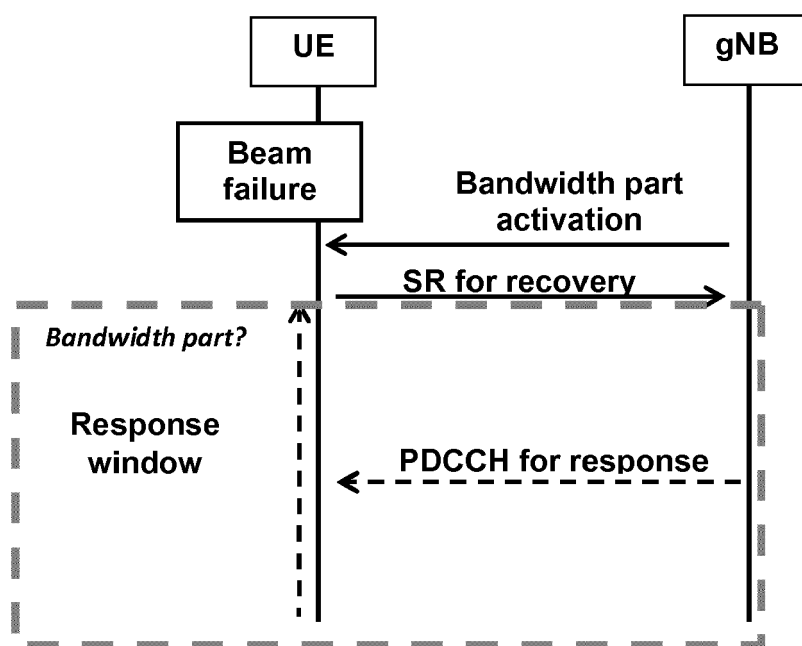 UE
gNB
Beam
failure
Bandwidth part
activation
SR for recovery
Bandwidth part?
Response
window
PDCCH for response